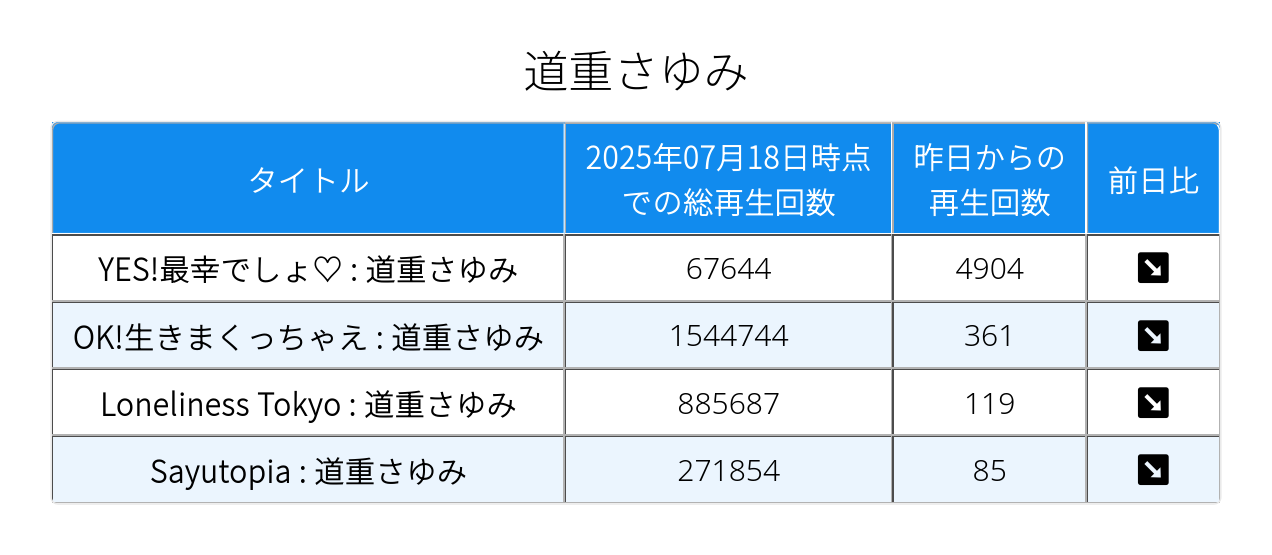 道重さゆみ
タイトル
2025年07月18日時点
での総再生回数
昨日からの
再生回数
前日比
YES!最幸でしょ♡ : 道重さゆみ 67644 4904 ↘
OK!生きまくっちゃえ : 道重さゆみ 1544744 361 ↘
Loneliness Tokyo : 道重さゆみ 885687 119 ↘
Sayutopia : 道重さゆみ 271854 85 ↘